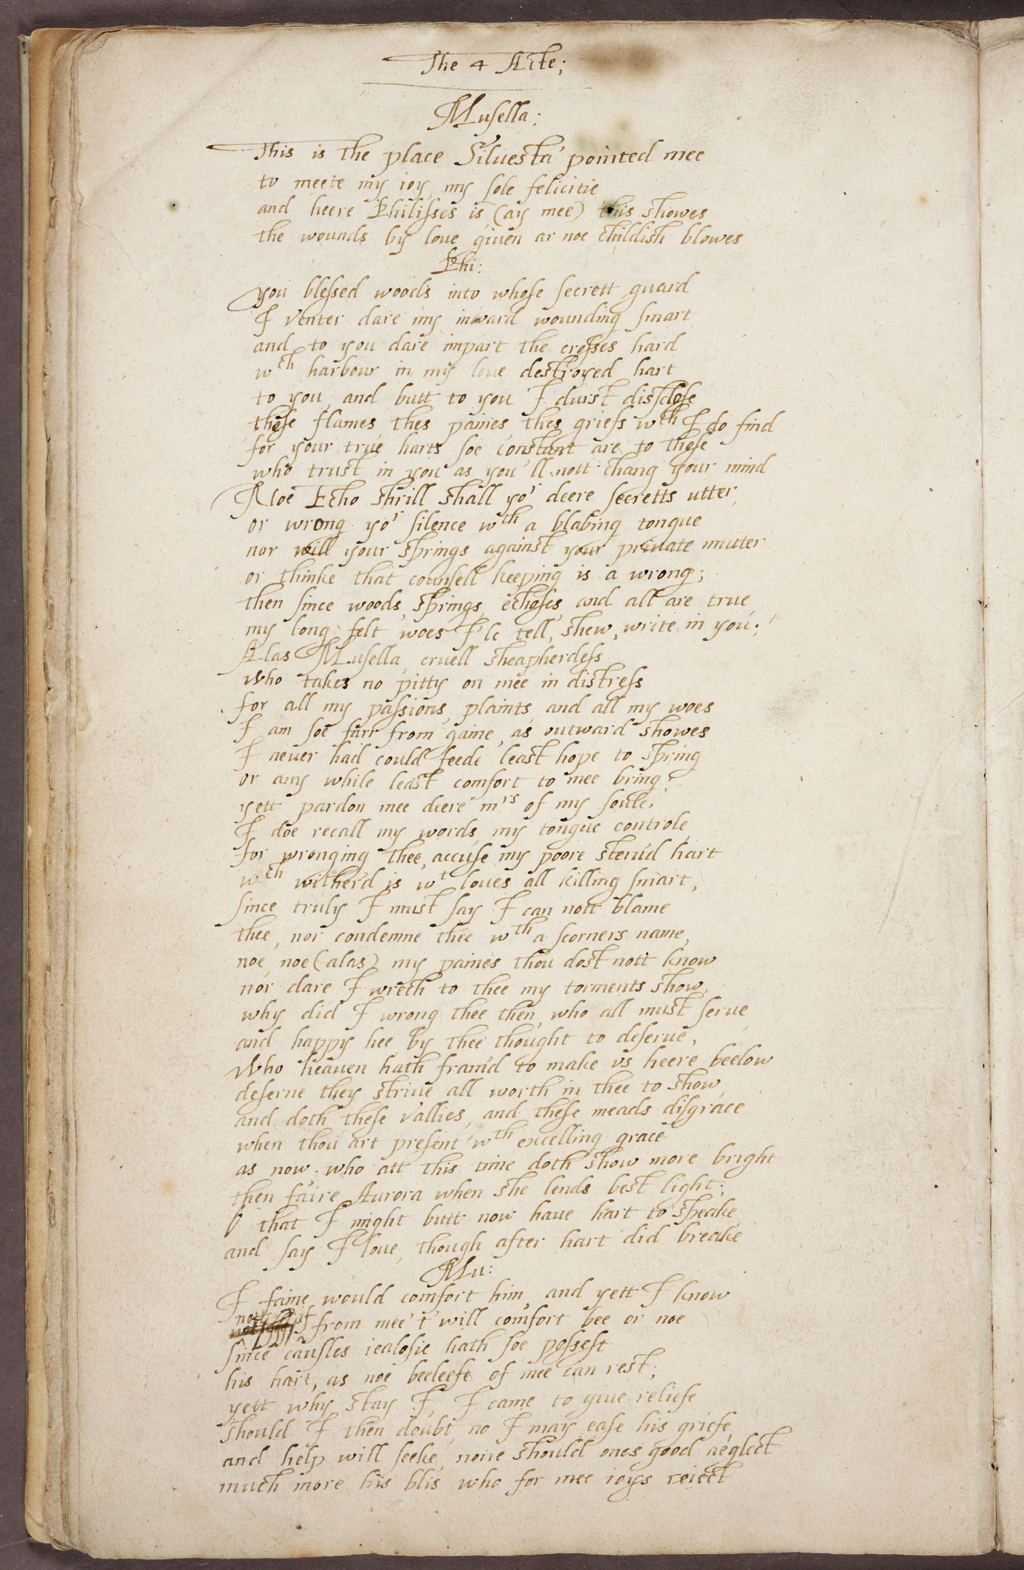 The 4 Acte;
Musella:
This is the place Siluesta 'pointed mee
to meete my ioy, my sole felicitie
and heere Philisses is (ay mee) this showes
the wounds by loue giuen ar noe childish blowes
Phi:
You blessed woods into whose secrett guard
I venter dare my inward wounding smart
and to you dare impart the crosses hard
wch harbour in my loue destroyed hart
to you, and butt to you I durst disclose
these flames thes paines thes griefs wch I do find
for your true harts soe constant are to those
who trust in you as you'll nott chang your mind
Noe Echo shrill shall yor deere secretts utter,
or wrong yor silence wth a blabing tongue
nor will your springs against your priuate mutter
or thinke that counsell keeping is a wrong;
then since woods, springs, echoes, and all are true
my long felt woes I'le tell, shew, write in you;
Alas Musella, cruell sheapherdess
who takes no pitty on mee in distress
for all my passions, plaints and all my woes
I am soe farr from game, as outward showes
I neuer had could feede least hope to spring
or any while least comfort to mee bring
yett pardon mee deere mrs of my soule,
I doe recall my words, my tongue controle,
for wronging thee, accuse my poore steru'd hart
wch wither'd is wt loues all killing smart,
since truly I must say I can nott blame
thee, nor condemne thee wth a scorners name,
noe, noe (alas) my paines thou dost nott know
nor dare I wrech to thee my torments show,
why did I wrong thee then, who all must serue
and happy hee by thee thought to deserue,
Who heauen hath fram'd to make vs heere beelow
deserne they striue all worth in thee to show,
and doth these vallies, and these meads disgrace
when thou art present wth excelling grace
as now. who att this time doth show more bright
then faire Aurora when she lends best light;
O that I might butt now haue hart to speake
and say I loue, though after hart did breake
Mu:
I faine would comfort him, and yett I know
nott if from mee 't will comfort bee or noe
since causles iealosie hath soe possest
his hart, as noe beeleefe of mee can rest;
yett why stay I, I came to giue reliefe
should I then doubt, no I may ease his griefe,
and help will seeke, none should ones good neglect
much more his blis who for mee ioys reiect